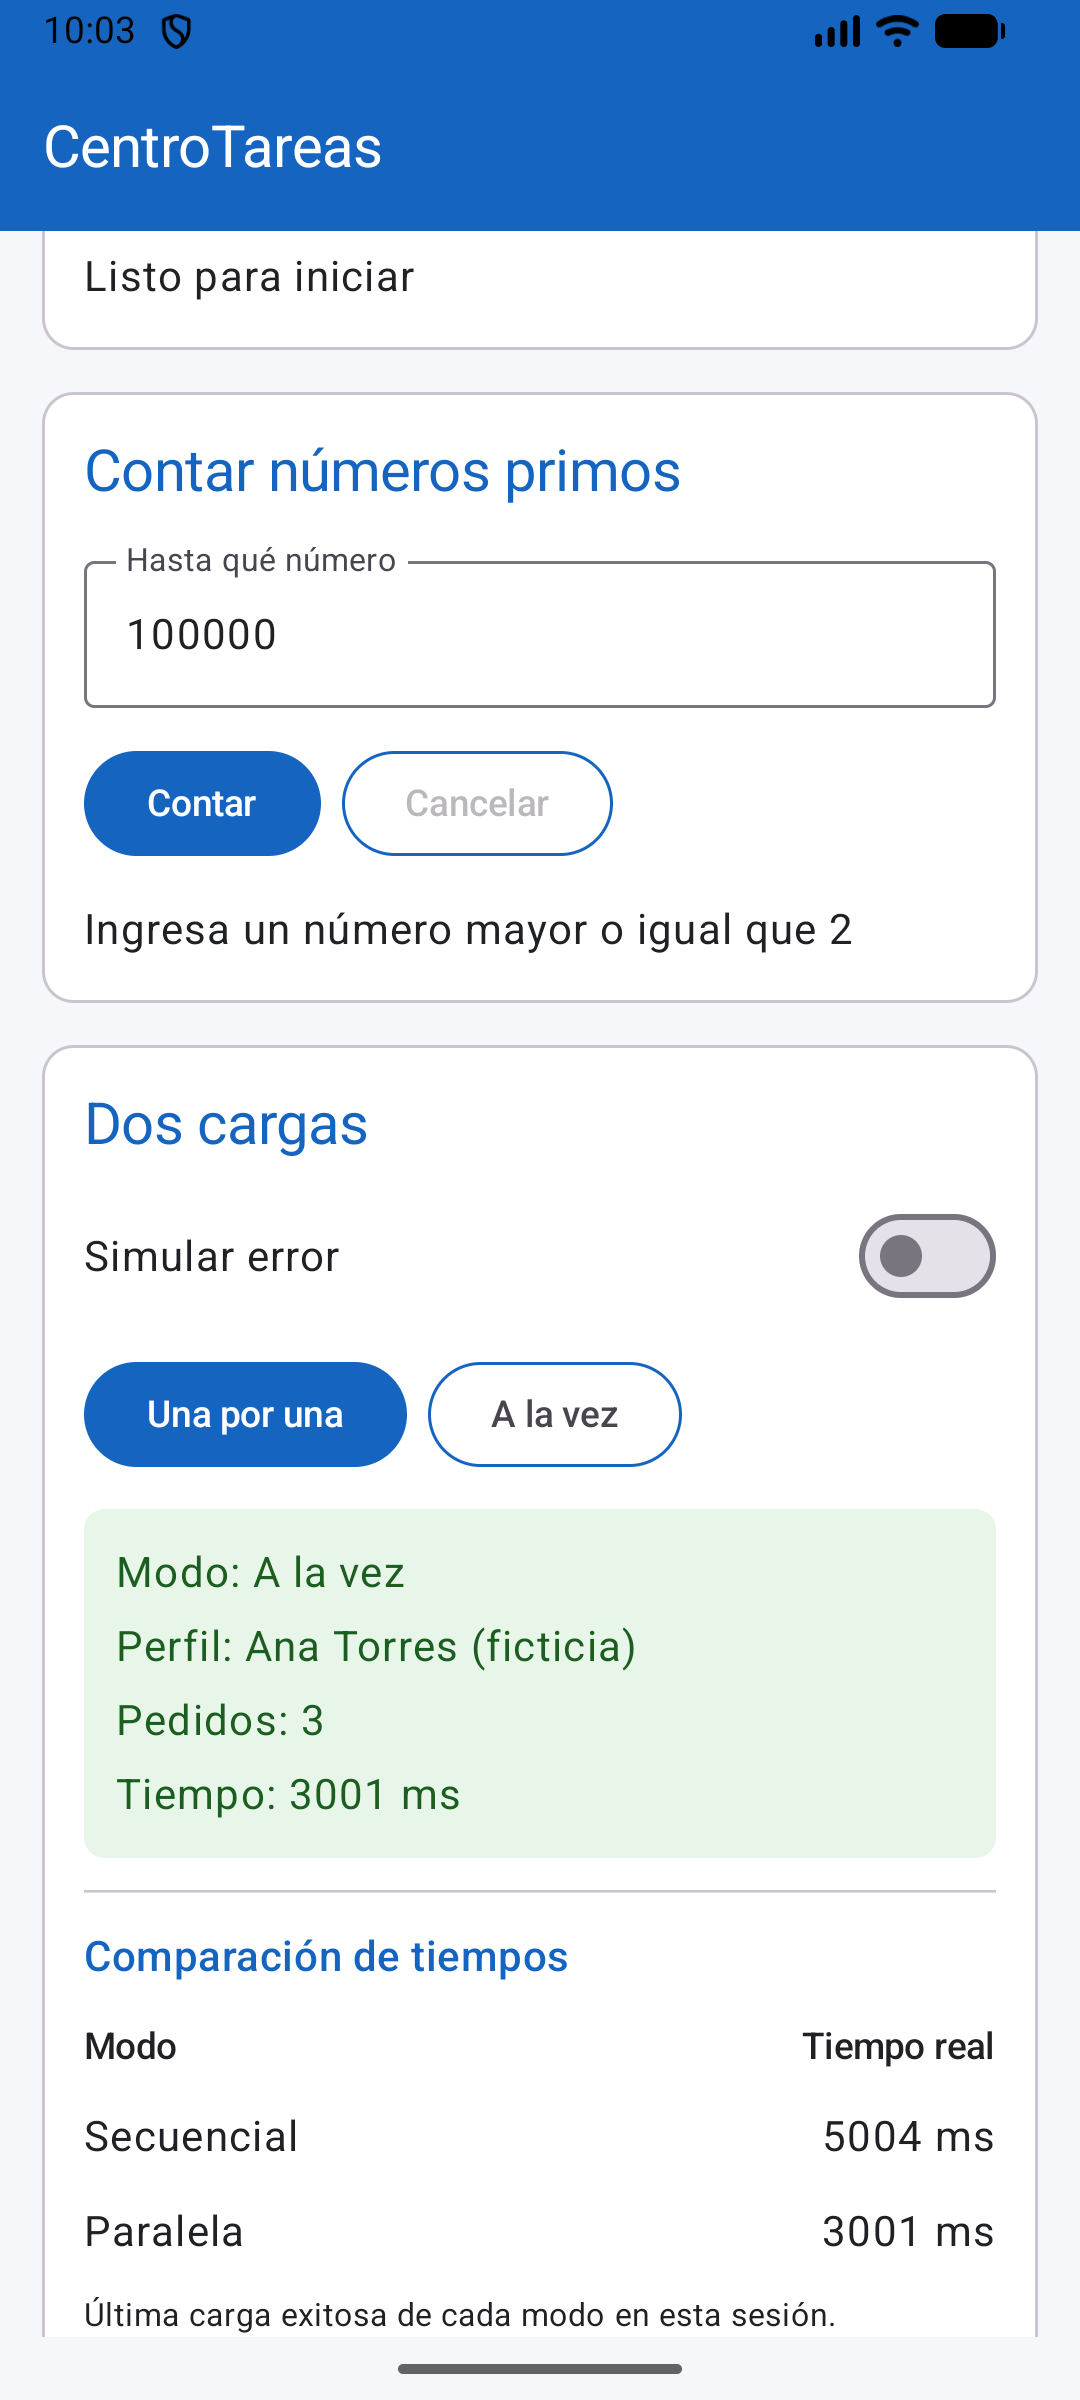 10:03
CentroTareas
Listo para iniciar
Contar números primos
Hasta qué número
100000
Contar Cancelar
Ingresa un número mayor o igual que 2
Dos cargas
Simular error
Una por una A la vez
Modo: A la vez
Perfil: Ana Torres (ficticia)
Pedidos: 3
Tiempo: 3001 ms
Comparación de tiempos
Modo Tiempo real
Secuencial 5004 ms
Paralela 3001 ms
Última carga exitosa de cada modo en esta sesión.